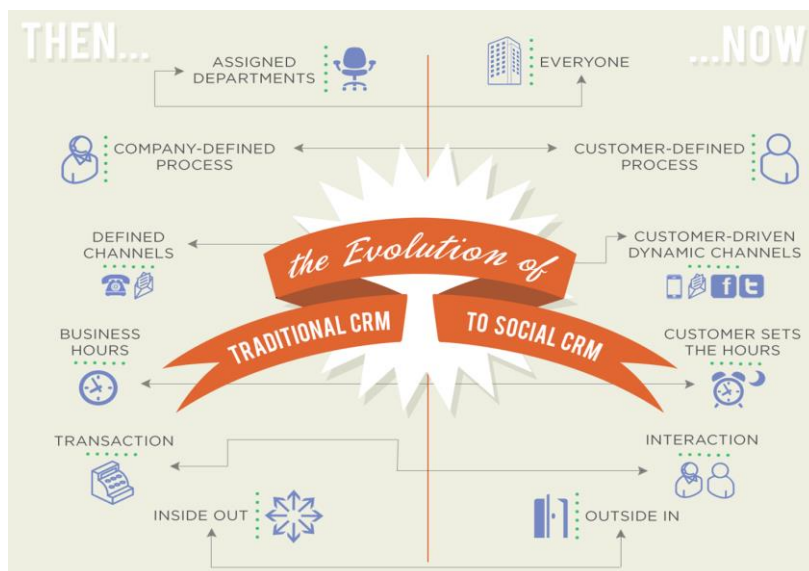 THEN...
...NOW
ASSIGNED
DEPARTMENTS
EVERYONE
COMPANY-DEFINED
PROCESS
CUSTOMER-DEFINED
PROCESS
the Evolution of
TRADITIONAL CRM
TO SOCIAL CRM
DEFINED
CHANNELS
CUSTOMER-DRIVEN
DYNAMIC CHANNELS
f
t
BUSINESS
HOURS
CUSTOMER SETS
THE HOURS
TRANSACTION
INTERACTION
INSIDE OUT
OUTSIDE IN